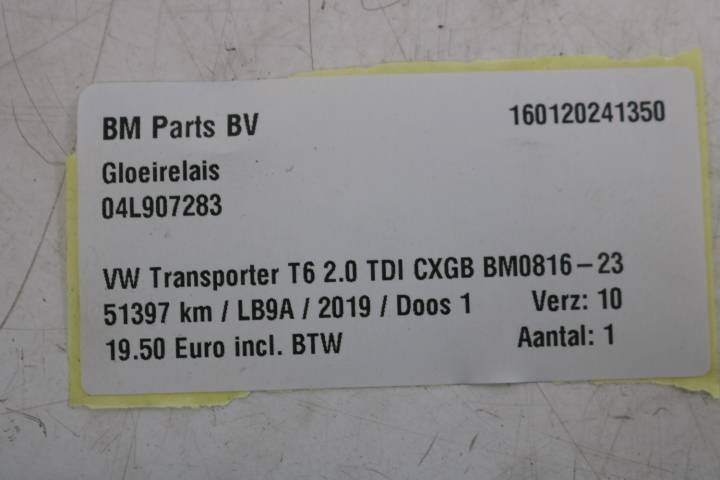 BM Parts BV 160120241350
Gloeirelais
04L907283
VW Transporter T6 2.0 TDI CXGB BM0816-23
51397 km / LB9A / 2019 / Doos 1 Verz: 10
19.50 Euro incl. BTW Aantal: 1